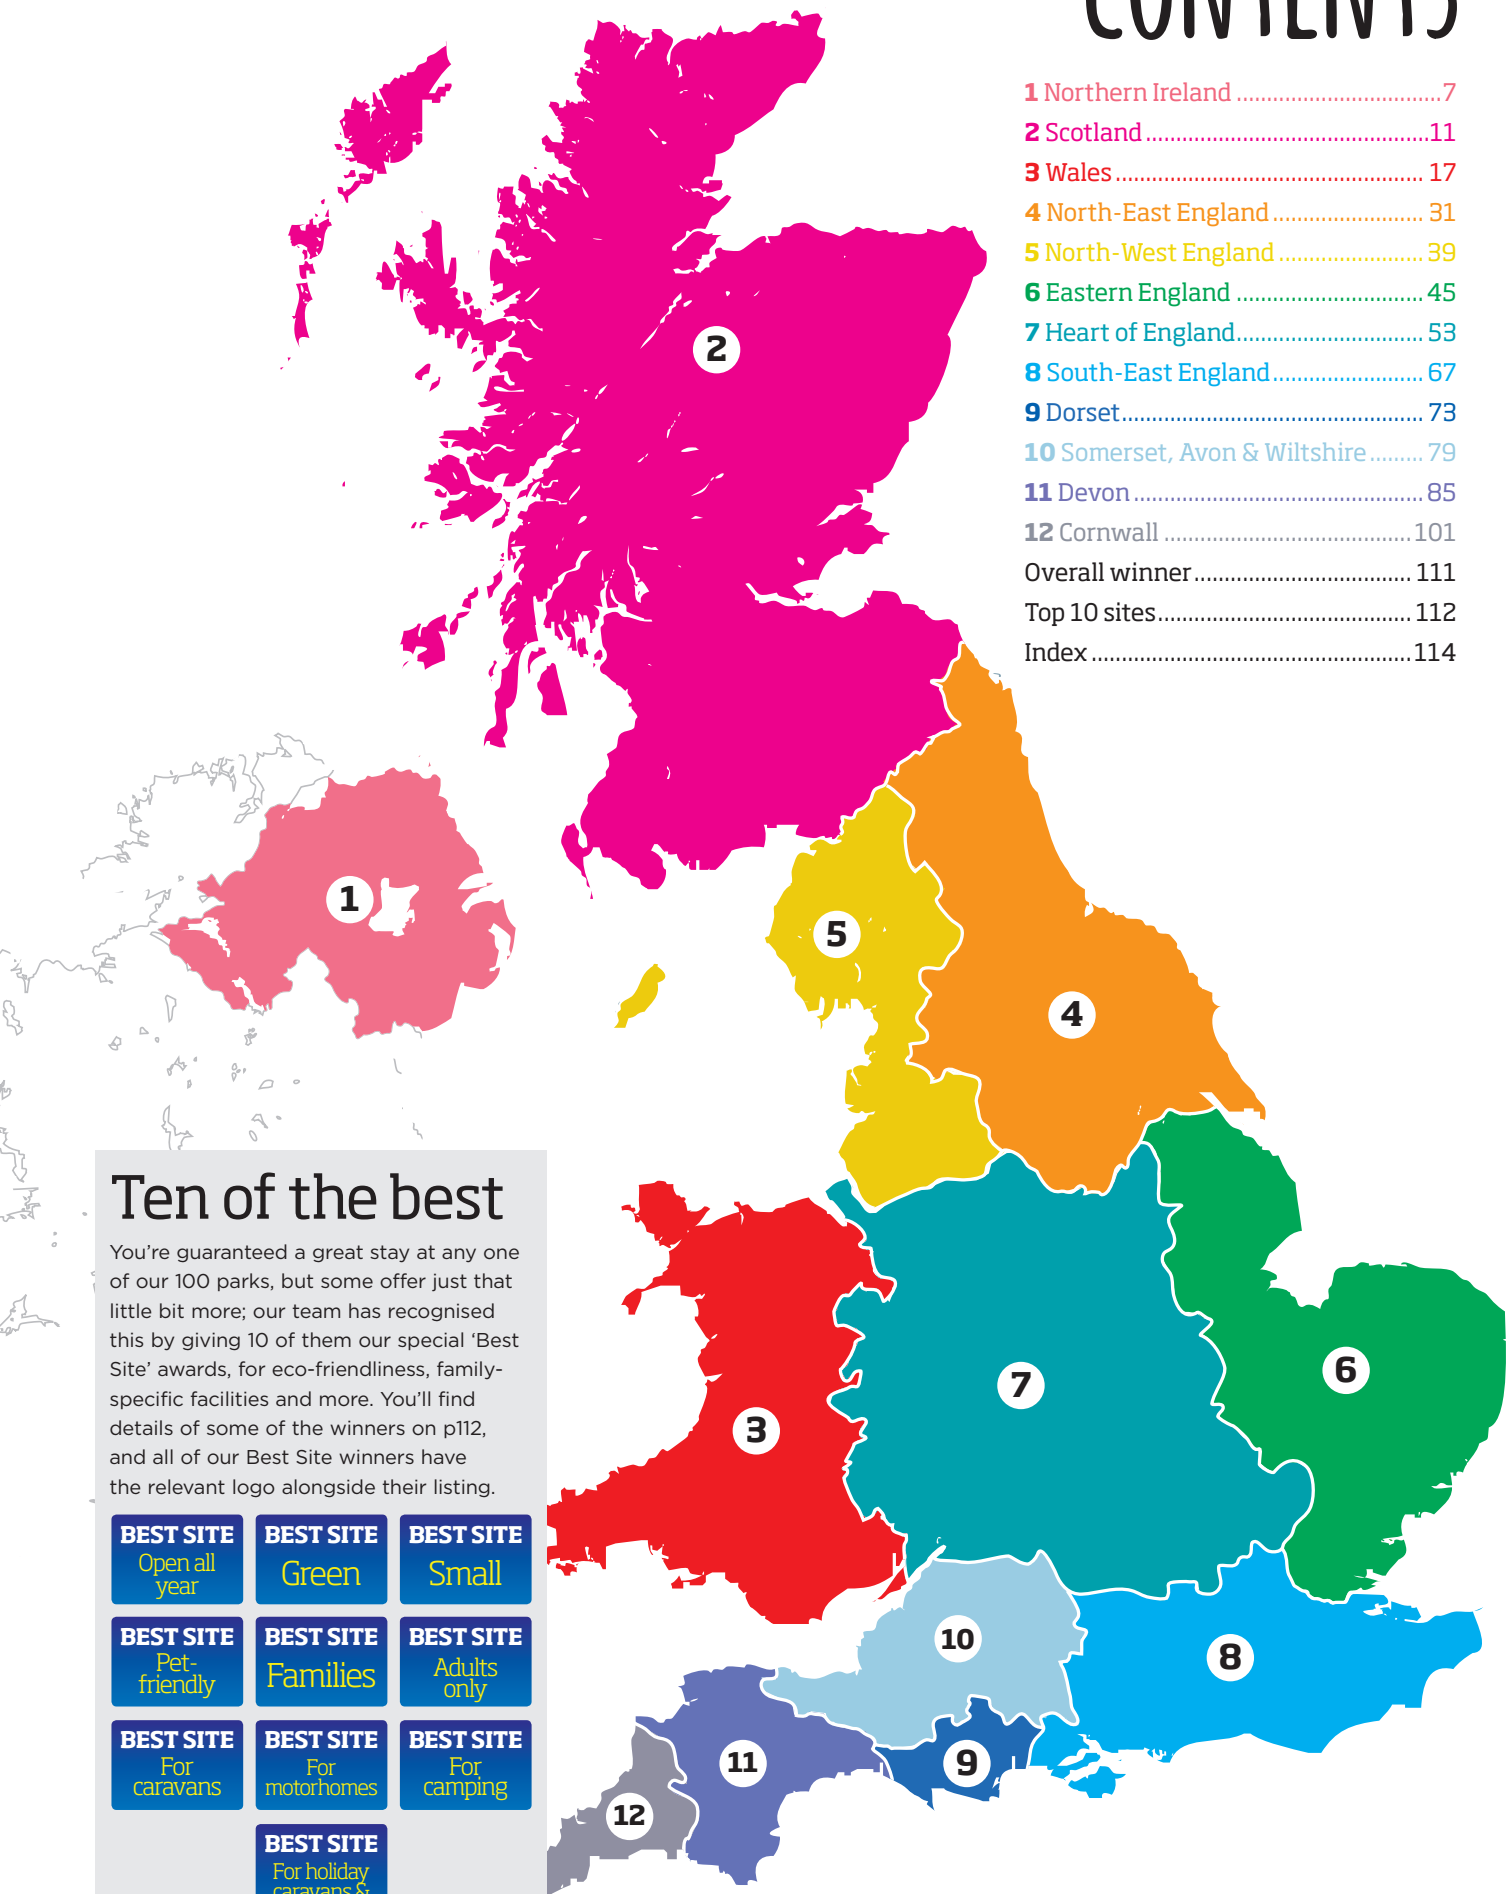 CONTENTS
1 Northern Ireland ..................................7
2 Scotland ...............................................11
3 Wales ................................................... 17
4 North-East England ......................... 31
5 North-West England ........................ 39
6 Eastern England ............................... 45
7 Heart of England............................... 53
8 South-East England......................... 67
9 Dorset.................................................. 73
10 Somerset, Avon & Wiltshire ......... 79
11 Devon ................................................ 85
12 Cornwall ......................................... 101
Overall winner.................................... 111
Top 10 sites.......................................... 112
Index ..................................................... 114
2
1
5
4
3
7
6
10
8
9
11
12
Ten of the best
You’re guaranteed a great stay at any one
of our 100 parks, but some offer just that
little bit more; our team has recognised
this by giving 10 of them our special ‘Best
Site’ awards, for eco-friendliness, family-
specific facilities and more. You’ll find
details of some of the winners on p112,
and all of our Best Site winners have
the relevant logo alongside their listing.
BEST SITE
Open all
year
BEST SITE
Green
BEST SITE
Small
BEST SITE
Pet-
friendly
BEST SITE
Families
BEST SITE
Adults
only
BEST SITE
For
caravans
BEST SITE
For
motorhomes
BEST SITE
For
camping
BEST SITE
For holiday
caravans &